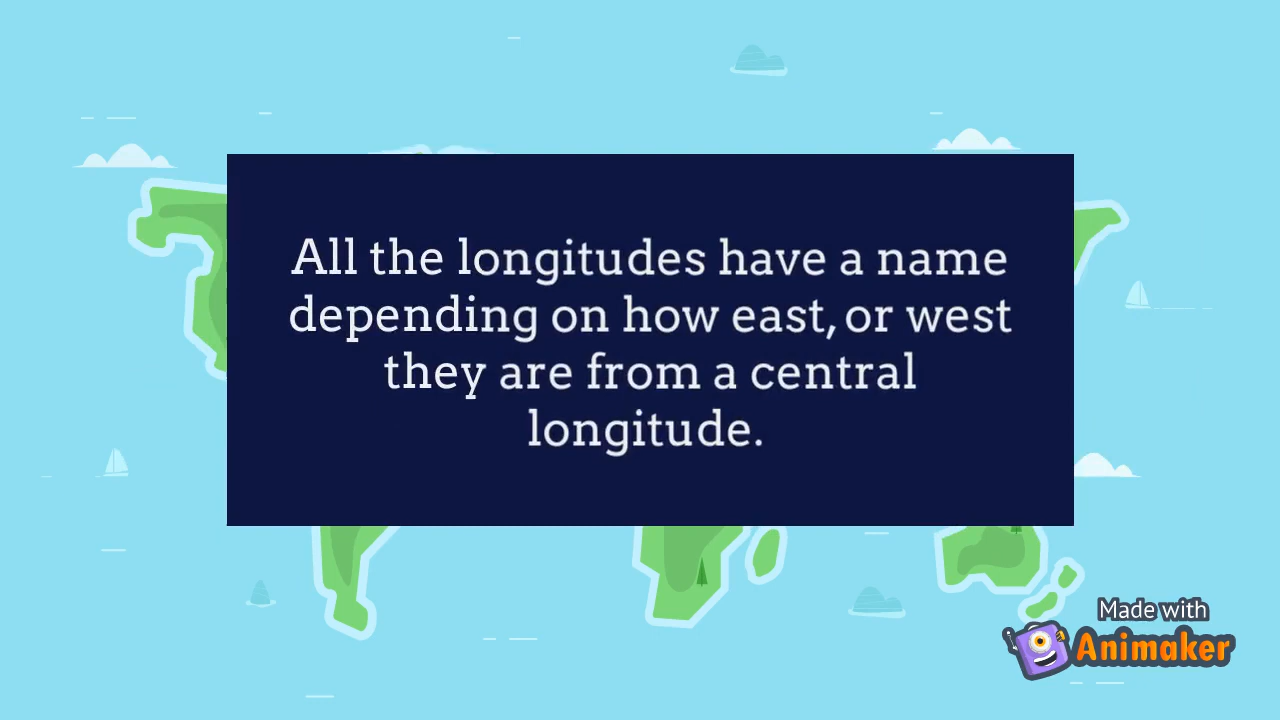 All the longitudes have a name
depending on how east, or west
they are from a central
longitude.
Made with
Animaker